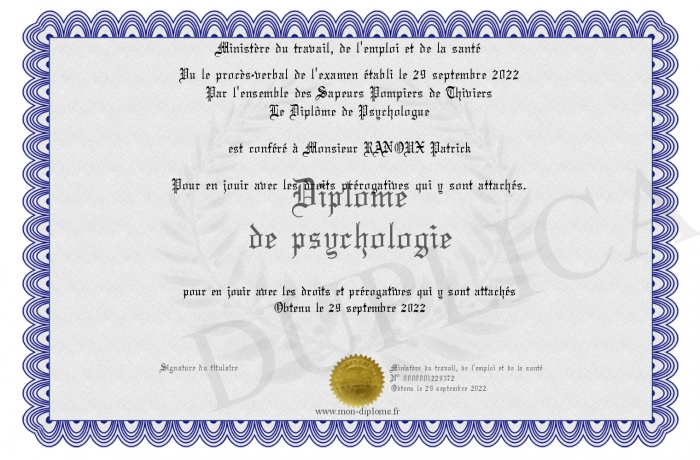 Ministère du travail, de l'emploi et de la santé
Vu le procès-verbal de l'examen établi le 29 septembre 2022
Par l'ensemble des Sapeurs Pompiers de Thiviers
Le Diplôme de Psychologue
est conféré à Monsieur RANOUX Patrick
Pour en jouir avec les droits prérogatives qui y sont attachés.
Diplome
de psychologie
pour en jouir avec les droits et prérogatives qui y sont attachés
Obtenu le 29 septembre 2022
DUPLICA
Signature du titulaire
Ministère du travail, de l'emploi et de la santé
N° 0000001220372
Obtenu le 29 septembre 2022
www.mon-diplome.fr